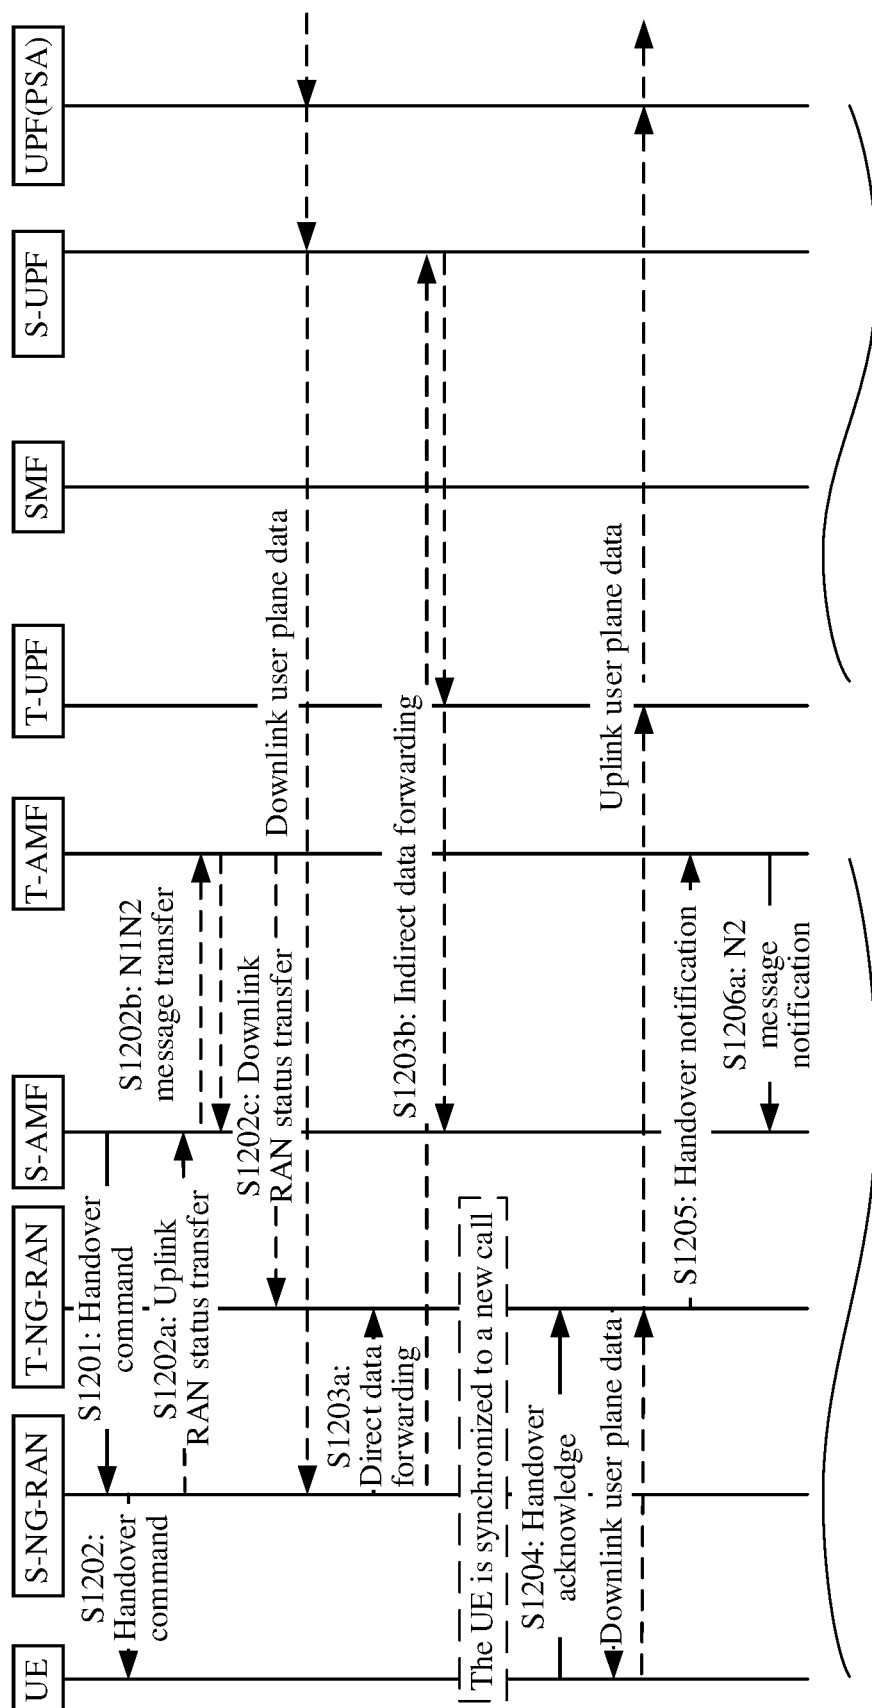 UE
S-NG-RAN
T-NG-RAN
S-AMF
T-AMF
T-UPF
SMF
S-UPF
UPF(PSA)
S1201: Handover
command
S1202:
Handover
command
S1202a: Uplink
RAN status transfer
S1202b: N1N2
message transfer
S1202c: Downlink
RAN status transfer
Downlink user plane data
S1203a:
Direct data
forwarding
S1203b: Indirect data forwarding
The UE is synchronized to a new call
S1204: Handover
acknowledge
Downlink user plane data
Uplink user plane data
S1205: Handover notification
S1206a: N2
message
notification